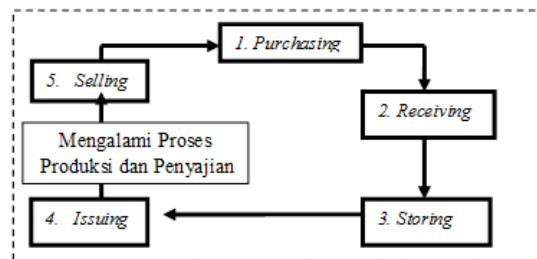 1. Purchasing
5. Selling
2. Receiving
Mengalami Proses
Produksi dan Penyajian
4. Issuing
3. Storing